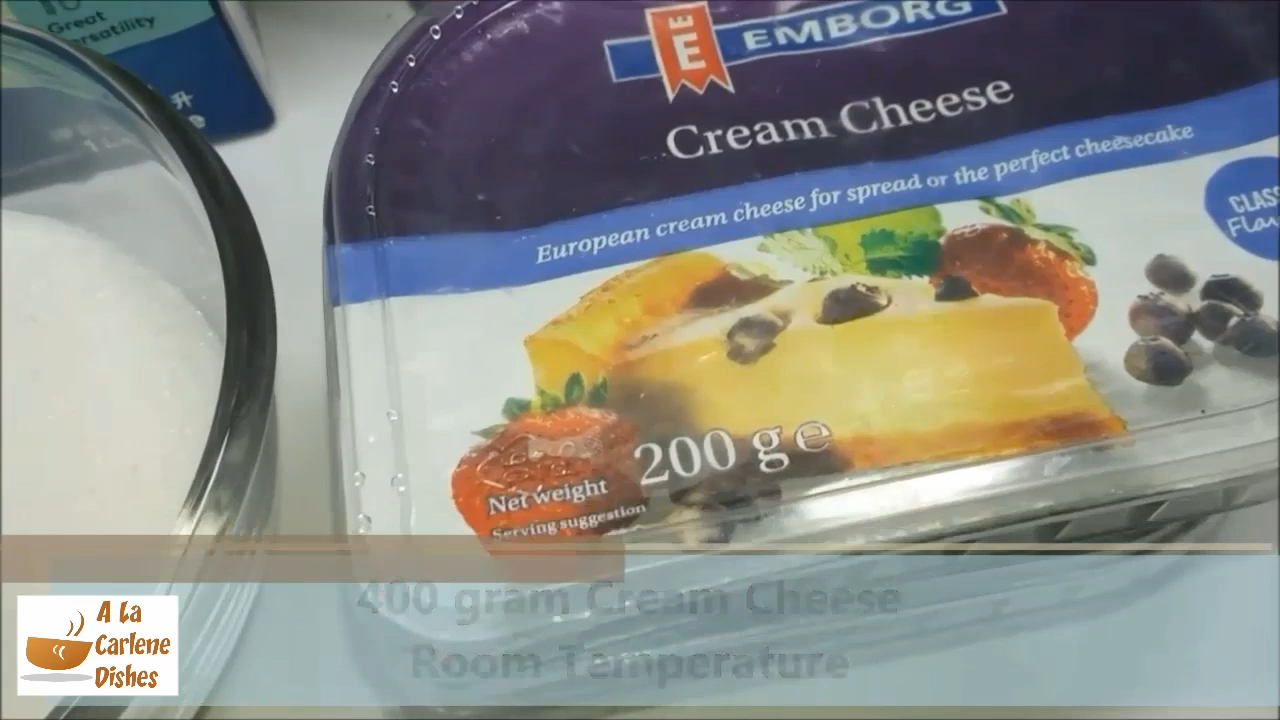 Great
EMBORG
Cream Cheese
European cream cheese for spread or the perfect cheesecake
200 g e
Net weight
Serving suggestion
400 gram Cream Cheese
Room Temperature
A La
Carlene
Dishes